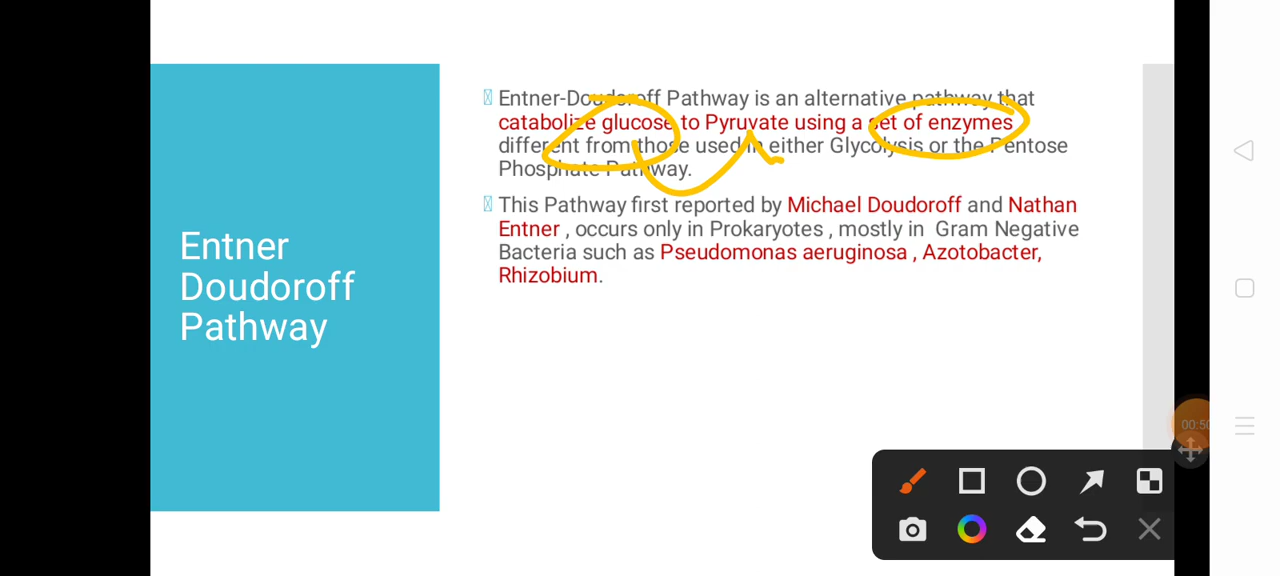 Entner
Doudoroff
Pathway
Entner-Doudoroff Pathway is an alternative pathway that
catabolize glucose to Pyruvate using a set of enzymes
different from those used in either Glycolysis or the Pentose
Phosphate Pathway.
This Pathway first reported by Michael Doudoroff and Nathan
Entner , occurs only in Prokaryotes , mostly in Gram Negative
Bacteria such as Pseudomonas aeruginosa , Azotobacter,
Rhizobium.